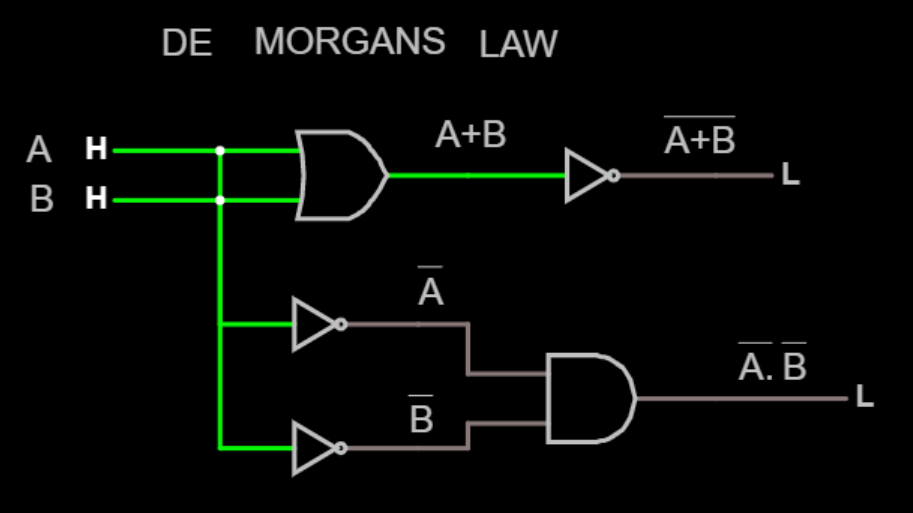 DE MORGANS LAW
A H
B H
A+B
A̅+̅B̅
L
A̅
B̅
A̅. B̅
L